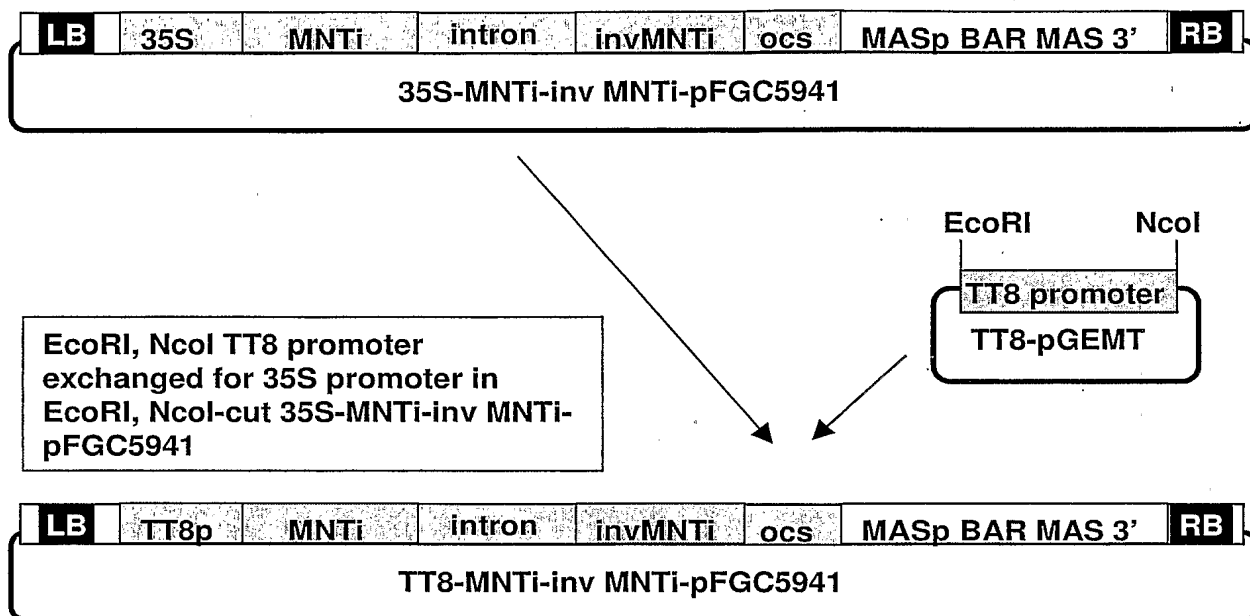 LB 35S MNTi intron invMNTi ocs MASp BAR MAS 3' RB
35S-MNTi-inv MNTi-pFGC5941
EcoRI NcoI
TT8 promoter
TT8-pGEMT
EcoRI, NcoI TT8 promoter
exchanged for 35S promoter in
EcoRI, NcoI-cut 35S-MNTi-inv MNTi-
pFGC5941
LB TT8p MNTi intron invMNTi ocs MASp BAR MAS 3' RB
TT8-MNTi-inv MNTi-pFGC5941